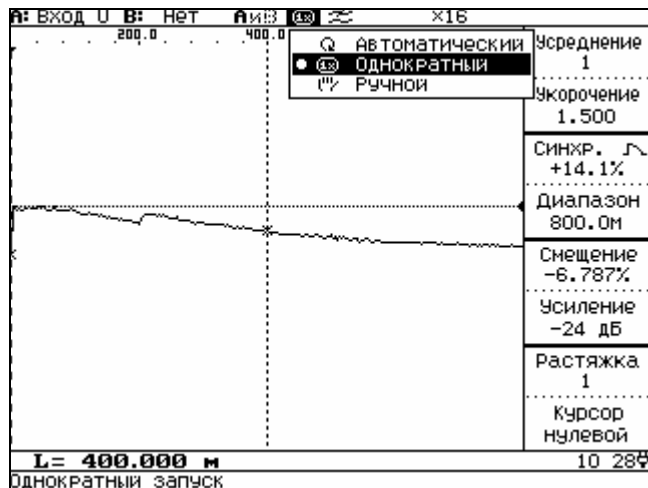 А: ВХОД U В: Нет АиВ 1x ×16
200.0 400.0
Автоматический
1x Однократный
Ручной
Усреднение
1
Укорочение
1.500
Синхр.
+14.1%
Диапазон
800.0м
Смещение
-6.787%
Усиление
-24 дБ
Растяжка
1
Курсор
нулевой
L= 400.000 м
10 28
Однократный запуск